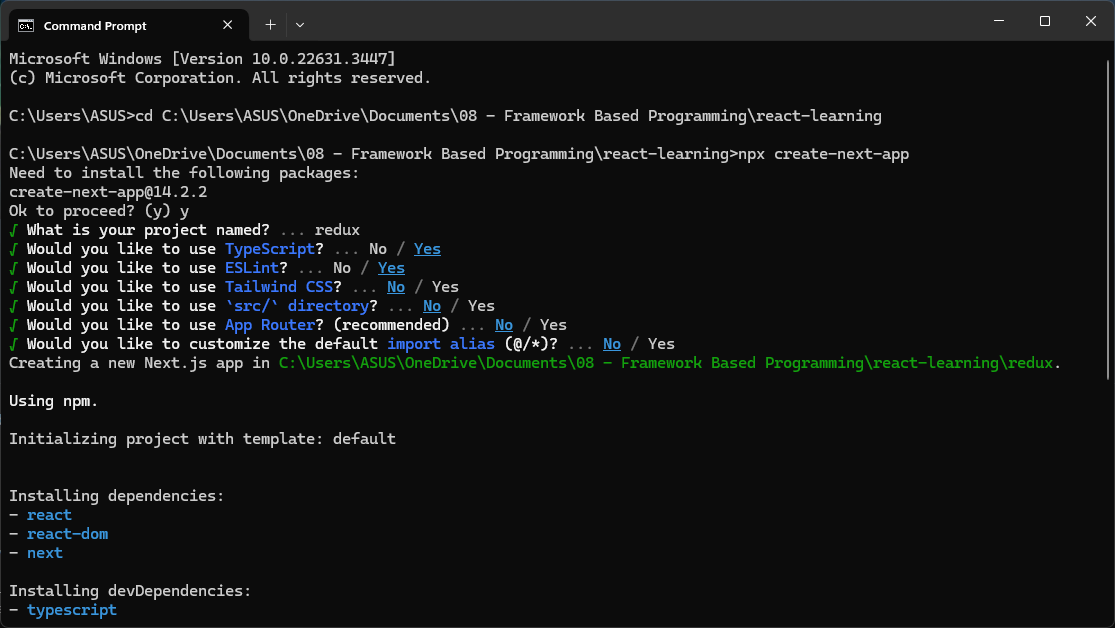 Command Prompt
Microsoft Windows [Version 10.0.22631.3447]
(c) Microsoft Corporation. All rights reserved.
C:\Users\ASUS>cd C:\Users\ASUS\OneDrive\Documents\08 - Framework Based Programming\react-learning
C:\Users\ASUS\OneDrive\Documents\08 - Framework Based Programming\react-learning>npx create-next-app
Need to install the following packages:
create-next-app@14.2.2
Ok to proceed? (y) y
√ What is your project named? ... redux
√ Would you like to use TypeScript? ... No / Yes
√ Would you like to use ESLint? ... No / Yes
√ Would you like to use Tailwind CSS? ... No / Yes
√ Would you like to use `src/` directory? ... No / Yes
√ Would you like to use App Router? (recommended) ... No / Yes
√ Would you like to customize the default import alias (@/*)? ... No / Yes
Creating a new Next.js app in C:\Users\ASUS\OneDrive\Documents\08 - Framework Based Programming\react-learning\redux.
Using npm.
Initializing project with template: default
Installing dependencies:
- react
- react-dom
- next
Installing devDependencies:
- typescript